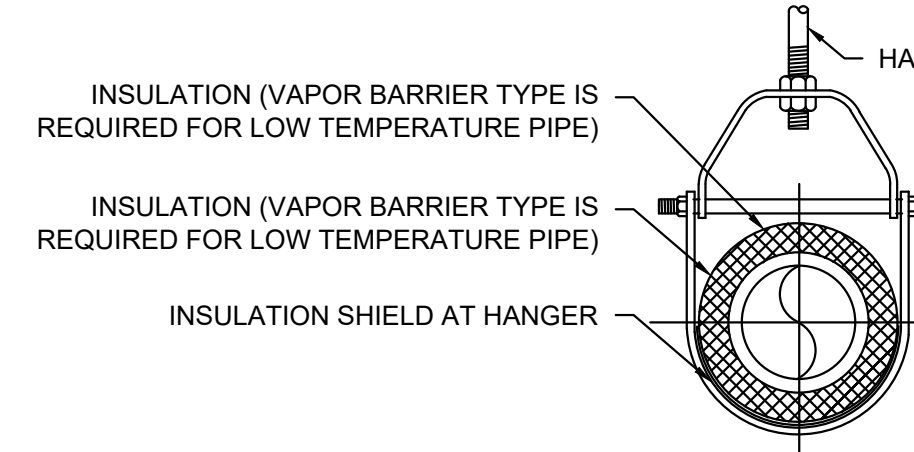 HA
INSULATION (VAPOR BARRIER TYPE IS
REQUIRED FOR LOW TEMPERATURE PIPE)
INSULATION (VAPOR BARRIER TYPE IS
REQUIRED FOR LOW TEMPERATURE PIPE)
INSULATION SHIELD AT HANGER